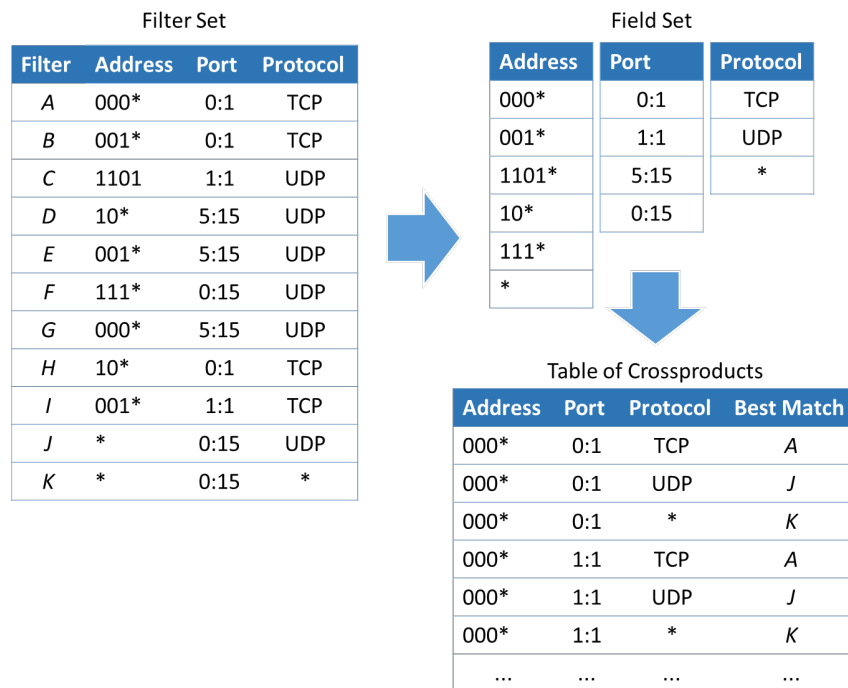 Filter Set
Filter Address Port Protocol
A 000* 0:1 TCP
B 001* 0:1 TCP
C 1101 1:1 UDP
D 10* 5:15 UDP
E 001* 5:15 UDP
F 111* 0:15 UDP
G 000* 5:15 UDP
H 10* 0:1 TCP
I 001* 1:1 TCP
J * 0:15 UDP
K * 0:15 *
Field Set
Address Port Protocol
000* 0:1 TCP
001* 1:1 UDP
1101* 5:15 *
10* 0:15
111*
*
Table of Crossproducts
Address Port Protocol Best Match
000* 0:1 TCP A
000* 0:1 UDP J
000* 0:1 * K
000* 1:1 TCP A
000* 1:1 UDP J
000* 1:1 * K
... ... ... ...